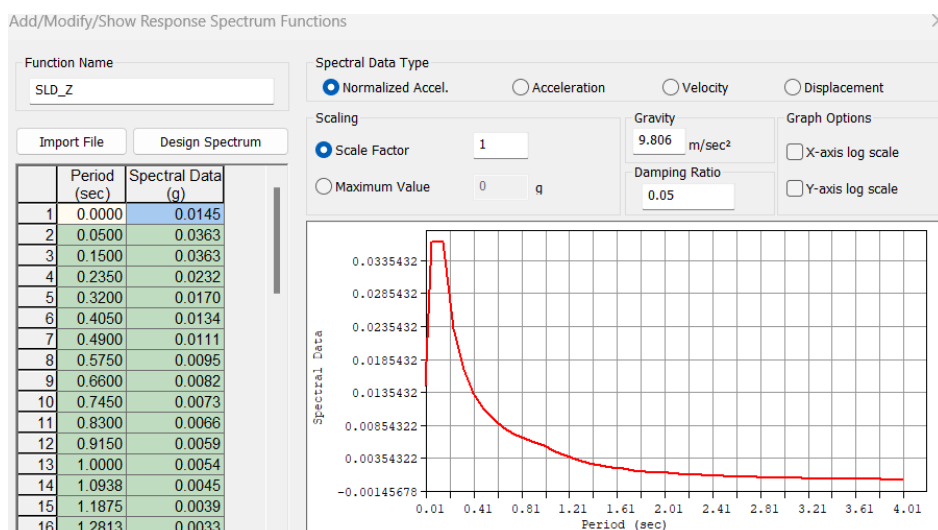 Add/Modify/Show Response Spectrum Functions
Function Name
SLD_Z
Import File
Design Spectrum
Period (sec) Spectral Data (g)
1 0.0000 0.0145
2 0.0500 0.0363
3 0.1500 0.0363
4 0.2350 0.0232
5 0.3200 0.0170
6 0.4050 0.0134
7 0.4900 0.0111
8 0.5750 0.0095
9 0.6600 0.0082
10 0.7450 0.0073
11 0.8300 0.0066
12 0.9150 0.0059
13 1.0000 0.0054
14 1.0938 0.0045
15 1.1875 0.0039
16 1.2813 0.0033
Spectral Data Type
Normalized Accel. Acceleration Velocity Displacement
Scaling
Scale Factor 1
Maximum Value 0 g
Gravity
9.806 m/sec²
Damping Ratio
0.05
Graph Options
X-axis log scale
Y-axis log scale
Spectral Data
0.0335432
0.0285432
0.0235432
0.0185432
0.0135432
0.00854322
0.00354322
-0.00145678
0.01 0.41 0.81 1.21 1.61 2.01 2.41 2.81 3.21 3.61 4.01
Period (sec)